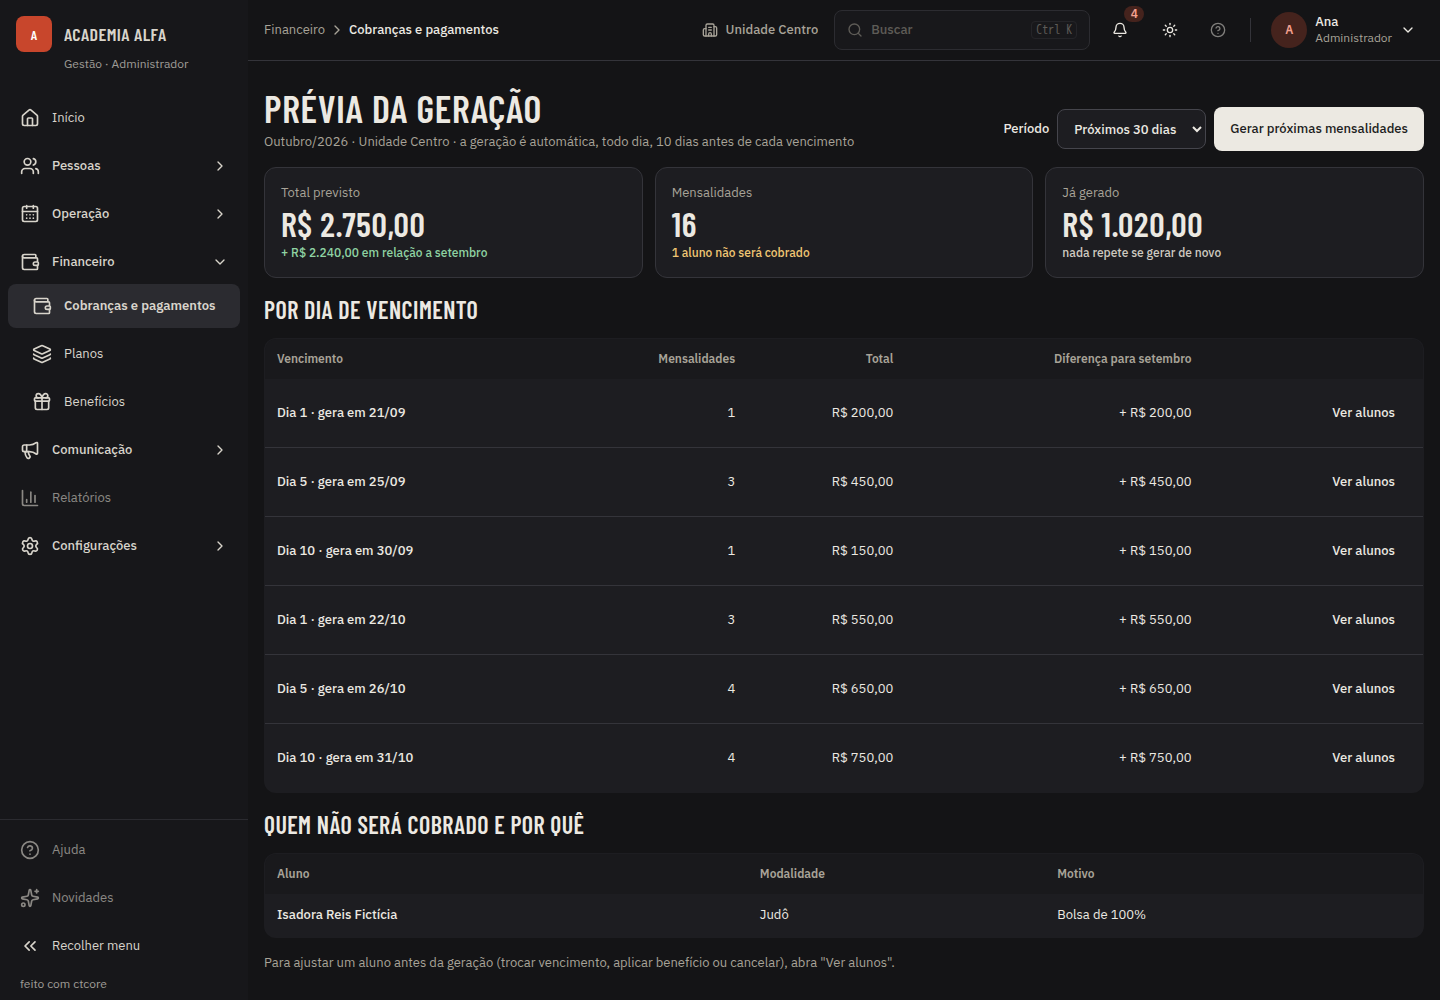 A
ACADEMIA ALFA
Gestão · Administrador
Início
Pessoas
Operação
Financeiro
Cobranças e pagamentos
Planos
Benefícios
Comunicação
Relatórios
Configurações
Ajuda
Novidades
Recolher menu
feito com ctcore
Financeiro > Cobranças e pagamentos
Unidade Centro
Buscar
Ctrl K
4
A
Ana
Administrador
PRÉVIA DA GERAÇÃO
Outubro/2026 · Unidade Centro · a geração é automática, todo dia, 10 dias antes de cada vencimento
Período
Próximos 30 dias
Gerar próximas mensalidades
Total previsto
R$ 2.750,00
+ R$ 2.240,00 em relação a setembro
Mensalidades
16
1 aluno não será cobrado
Já gerado
R$ 1.020,00
nada repete se gerar de novo
POR DIA DE VENCIMENTO
Vencimento Mensalidades Total Diferença para setembro
Dia 1 · gera em 21/09 1 R$ 200,00 + R$ 200,00 Ver alunos
Dia 5 · gera em 25/09 3 R$ 450,00 + R$ 450,00 Ver alunos
Dia 10 · gera em 30/09 1 R$ 150,00 + R$ 150,00 Ver alunos
Dia 1 · gera em 22/10 3 R$ 550,00 + R$ 550,00 Ver alunos
Dia 5 · gera em 26/10 4 R$ 650,00 + R$ 650,00 Ver alunos
Dia 10 · gera em 31/10 4 R$ 750,00 + R$ 750,00 Ver alunos
QUEM NÃO SERÁ COBRADO E POR QUÊ
Aluno Modalidade Motivo
Isadora Reis Fictícia Judô Bolsa de 100%
Para ajustar um aluno antes da geração (trocar vencimento, aplicar benefício ou cancelar), abra "Ver alunos".